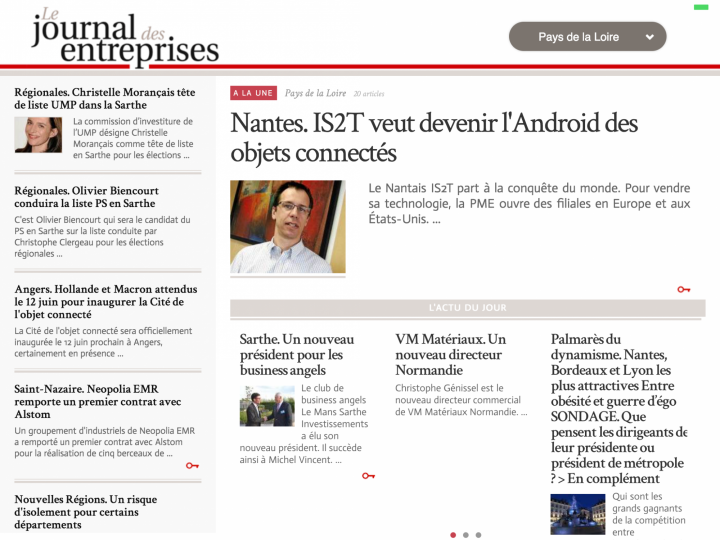 Le
journal des
entreprises
Pays de la Loire
Régionales. Christelle Morançais tête
de liste UMP dans la Sarthe
La commission d'investiture de
l'UMP désigne Christelle
Morançais comme tête de liste
en Sarthe pour les élections ...
Régionales. Olivier Biencourt
conduira la liste PS en Sarthe
C'est Olivier Biencourt qui sera le candidat du
PS en Sarthe sur la liste conduite par
Christophe Clergeau pour les élections
régionales ...
Angers. Hollande et Macron attendus
le 12 juin pour inaugurer la Cité de
l'objet connecté
La Cité de l'objet connecté sera officiellement
inaugurée le 12 juin prochain à Angers,
certainement en présence ...
Saint-Nazaire. Neopolia EMR
remporte un premier contrat avec
Alstom
Un groupement d'industriels de Neopolia EMR
a remporté un premier contrat avec Alstom
pour la réalisation de cinq berceaux de ...
Nouvelles Régions. Un risque
d'isolement pour certains
départements
A LA UNE Pays de la Loire 20 articles
Nantes. IS2T veut devenir l'Android des
objets connectés
Le Nantais IS2T part à la conquête du monde. Pour vendre
sa technologie, la PME ouvre des filiales en Europe et aux
États-Unis. ...
L'ACTU DU JOUR
Sarthe. Un nouveau
président pour les
business angels
Le club de
business angels
Le Mans Sarthe
Investissements
a élu son
nouveau président. Il succède
ainsi à Michel Vincent. ...
VM Matériaux. Un
nouveau directeur
Normandie
Christophe Génissel est le
nouveau directeur commercial
de VM Matériaux Normandie. ...
Palmarès du
dynamisme. Nantes,
Bordeaux et Lyon les
plus attractives Entre
obésité et guerre d'égo
SONDAGE. Que
pensent les dirigeants de
leur présidente ou
président de métropole
? > En complément
Qui sont les
grands gagnants
de la compétition
entre